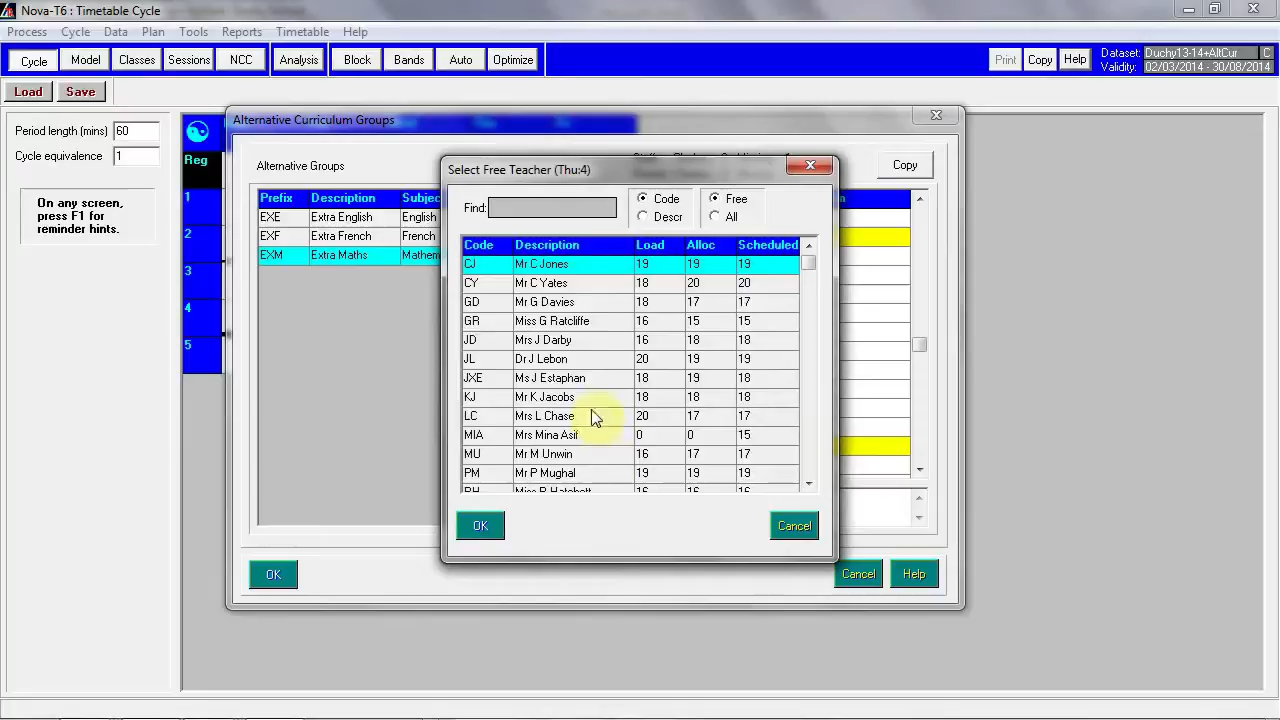 Nova-T6 : Timetable Cycle
Process Cycle Data Plan Tools Reports Timetable Help
Cycle Model Classes Sessions NCC Analysis Block Bands Auto Optimize Print Copy Help
Dataset: Duchy13-14+AltCur C
Validity: 02/03/2014 - 30/08/2014
Load Save
Period length (mins) 60
Cycle equivalence 1
On any screen,
press F1 for
reminder hints.
Reg
1
2
3
4
5
Alternative Curriculum Groups
Alternative Groups
Copy
Prefix Description Subjec
EXE Extra English English
EXF Extra French French
EXM Extra Maths Mathem
OK Cancel Help
Select Free Teacher (Thu:4)
Find: Code Free
Descr All
Code Description Load Alloc Scheduled
CJ Mr C Jones 19 19 19
CY Mr C Yates 18 20 20
GD Mr G Davies 18 17 17
GR Miss G Ratcliffe 16 15 15
JD Mrs J Darby 16 18 18
JL Dr J Lebon 20 19 19
JXE Ms J Estaphan 18 19 18
KJ Mr K Jacobs 18 18 18
LC Mrs L Chase 20 17 17
MIA Mrs Mina Asif 0 0 15
MU Mr M Unwin 16 17 17
PM Mr P Mughal 19 19 19
OK Cancel